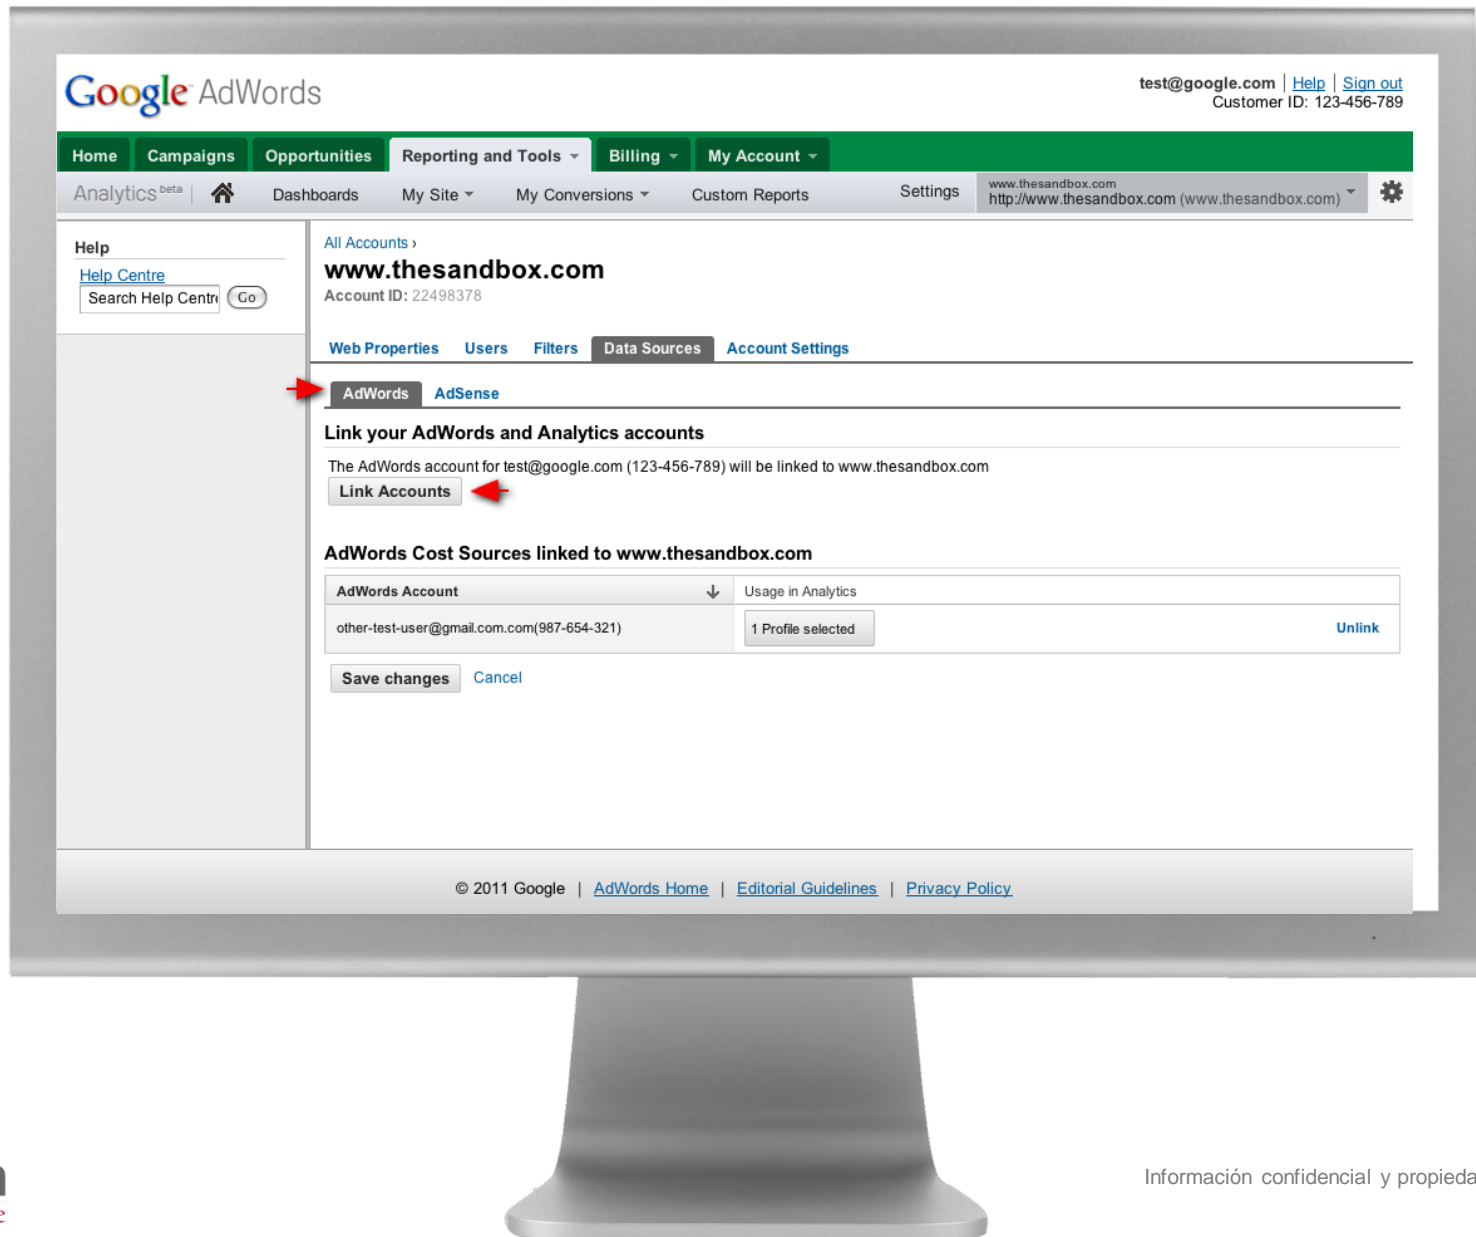 Google AdWords
test@google.com | Help | Sign out
Customer ID: 123-456-789
Home Campaigns Opportunities Reporting and Tools Billing My Account
Analytics beta | Dashboards My Site My Conversions Custom Reports Settings
www.thesandbox.com
http://www.thesandbox.com (www.thesandbox.com)
Help
Help Centre
Search Help Centr Go
All Accounts ›
www.thesandbox.com
Account ID: 22498378
Web Properties Users Filters Data Sources Account Settings
AdWords AdSense
Link your AdWords and Analytics accounts
The AdWords account for test@google.com (123-456-789) will be linked to www.thesandbox.com
Link Accounts
AdWords Cost Sources linked to www.thesandbox.com
AdWords Account Usage in Analytics
other-test-user@gmail.com.com(987-654-321) 1 Profile selected Unlink
Save changes Cancel
© 2011 Google | AdWords Home | Editorial Guidelines | Privacy Policy
Información confidencial y propieda